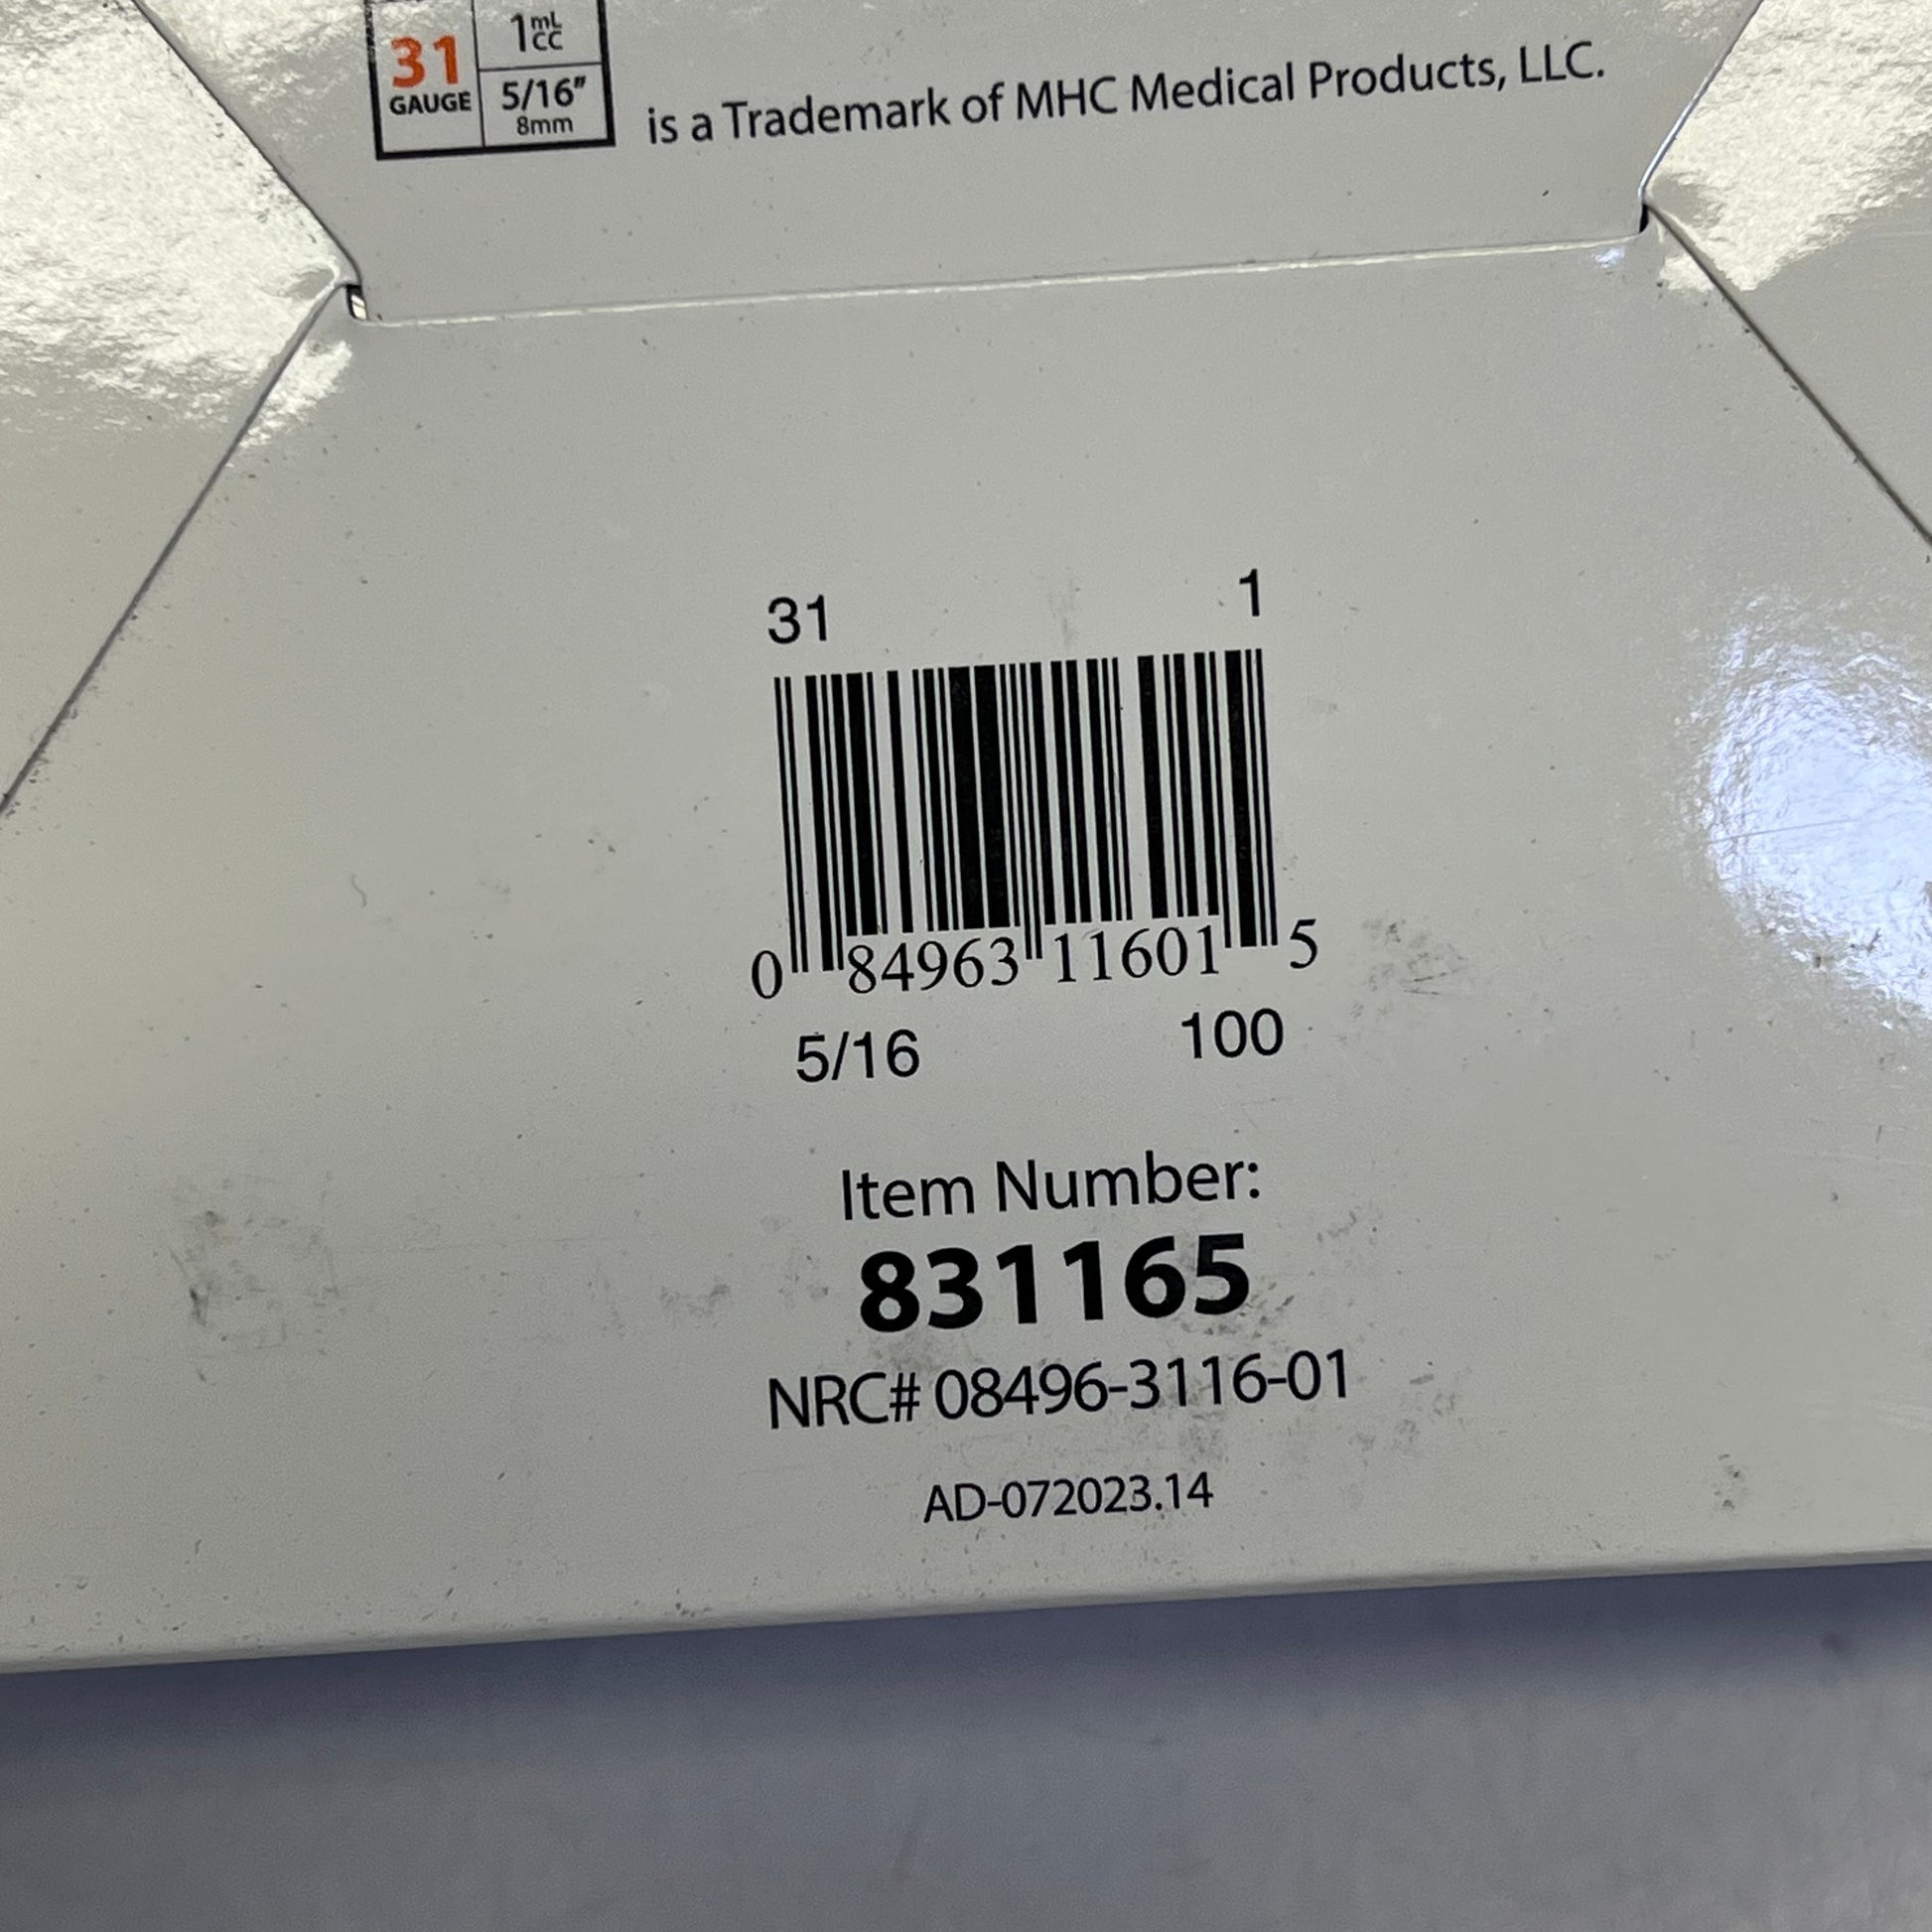 31
GAUGE
1 mL
CC
5/16"
8mm
is a Trademark of MHC Medical Products, LLC.
31 1
0 84963 11601 5
5/16 100
Item Number:
831165
NRC# 08496-3116-01
AD-072023.14